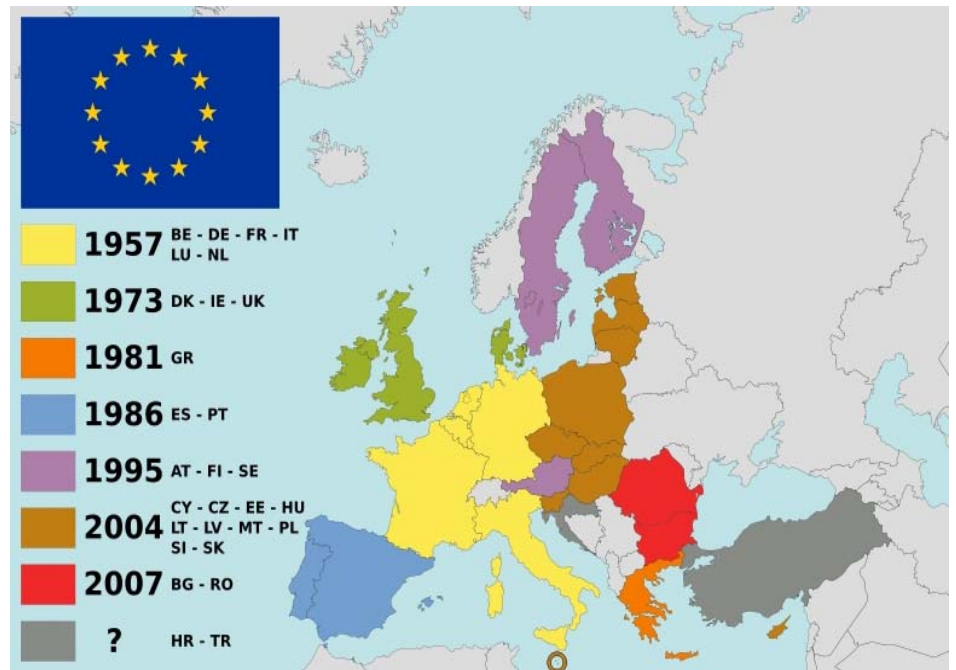 1957 BE - DE - FR - IT
LU - NL
1973 DK - IE - UK
1981 GR
1986 ES - PT
1995 AT - FI - SE
2004 CY - CZ - EE - HU
LT - LV - MT - PL
SI - SK
2007 BG - RO
? HR - TR